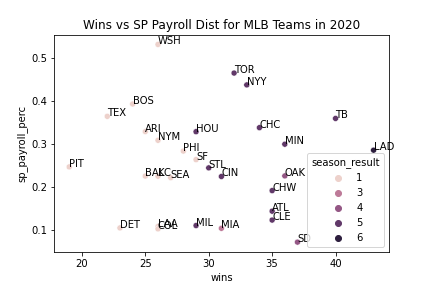 Wins vs SP Payroll Dist for MLB Teams in 2020
WSH
0.5
TOR
NYY
0.4
BOS
TEX
TB
ARI
HOU
CHC
NYM
0.3
MIN
PHI
LAD
SF
season_result
PIT
STL
1
BAL
KC
SEA
CIN
OAK
3
0.2
CHW
4
ATL
5
CLE
6
0.1
DET
LAA
COL
MIL
MIA
SD
sp_payroll_perc
20 25 30 35 40
wins